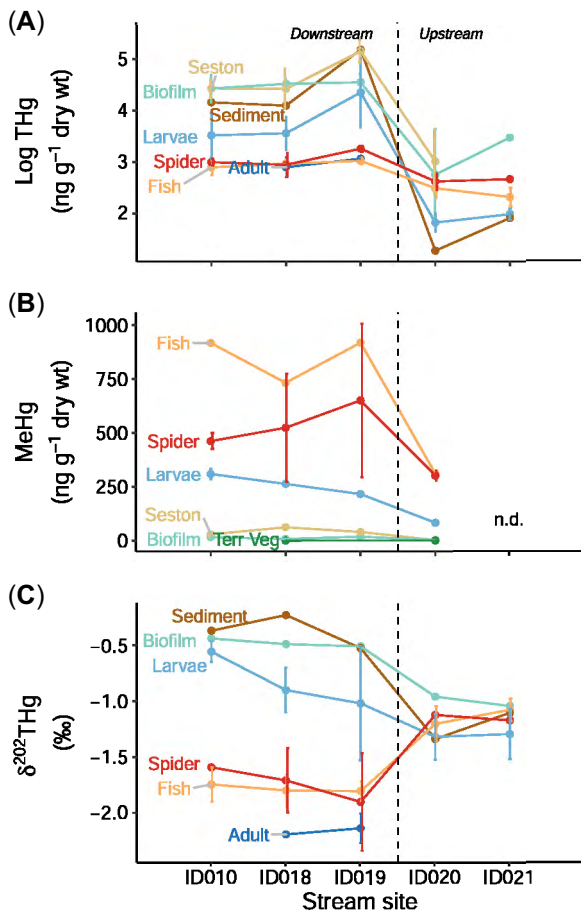 (A)
Downstream Upstream
5
4
3
2
Log THg
(ng g⁻¹ dry wt)
Seston
Biofilm
Sediment
Larvae
Spider
Adult
Fish
(B)
1000
750
500
250
0
MeHg
(ng g⁻¹ dry wt)
Fish
Spider
Larvae
Seston
Biofilm Terr Veg
n.d.
(C)
−0.5
−1.0
−1.5
−2.0
δ²⁰²THg
(‰)
Sediment
Biofilm
Larvae
Spider
Fish
Adult
ID010 ID018 ID019 ID020 ID021
Stream site